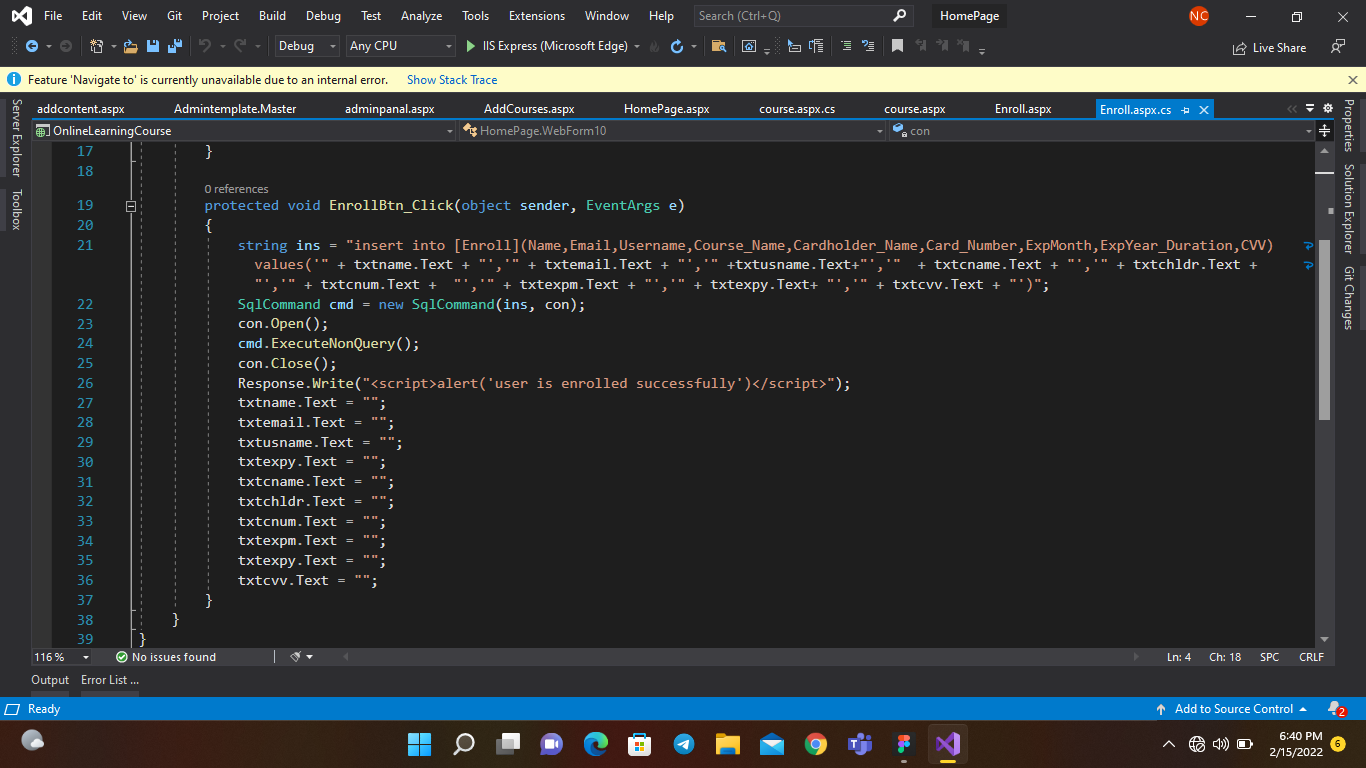 File Edit View Git Project Build Debug Test Analyze Tools Extensions Window Help Search (Ctrl+Q) HomePage NC
Debug Any CPU IIS Express (Microsoft Edge) Live Share
Feature 'Navigate to' is currently unavailable due to an internal error. Show Stack Trace
addcontent.aspx Admintemplate.Master adminpanal.aspx AddCourses.aspx HomePage.aspx course.aspx.cs course.aspx Enroll.aspx Enroll.aspx.cs
OnlineLearningCourse HomePage.WebForm10 con
Server Explorer
Toolbox
Properties
Solution Explorer
Git Changes
17 }
18
0 references
19 protected void EnrollBtn_Click(object sender, EventArgs e)
20 {
21 string ins = "insert into [Enroll](Name,Email,Username,Course_Name,Cardholder_Name,Card_Number,ExpMonth,ExpYear_Duration,CVV)
values('" + txtname.Text + "','" + txtemail.Text + "','" +txtusname.Text+"','"  + txtcname.Text + "','" + txtchldr.Text +
"','" + txtcnum.Text +  "','" + txtexpm.Text + "','" + txtexpy.Text+ "','" + txtcvv.Text + "')";
22 SqlCommand cmd = new SqlCommand(ins, con);
23 con.Open();
24 cmd.ExecuteNonQuery();
25 con.Close();
26 Response.Write("<script>alert('user is enrolled successfully')</script>");
27 txtname.Text = "";
28 txtemail.Text = "";
29 txtusname.Text = "";
30 txtexpy.Text = "";
31 txtcname.Text = "";
32 txtchldr.Text = "";
33 txtcnum.Text = "";
34 txtexpm.Text = "";
35 txtexpy.Text = "";
36 txtcvv.Text = "";
37 }
38 }
39 }
116 % No issues found Ln: 4 Ch: 18 SPC CRLF
Output Error List ...
Ready Add to Source Control 2
6:40 PM
2/15/2022 6